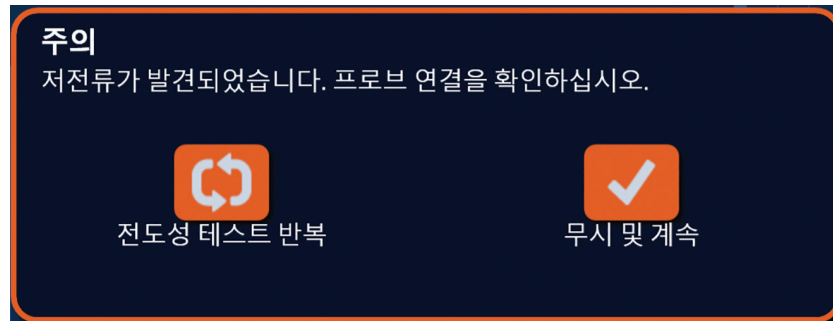 주의
저전류가 발견되었습니다. 프로브 연결을 확인하십시오.
전도성 테스트 반복
무시 및 계속